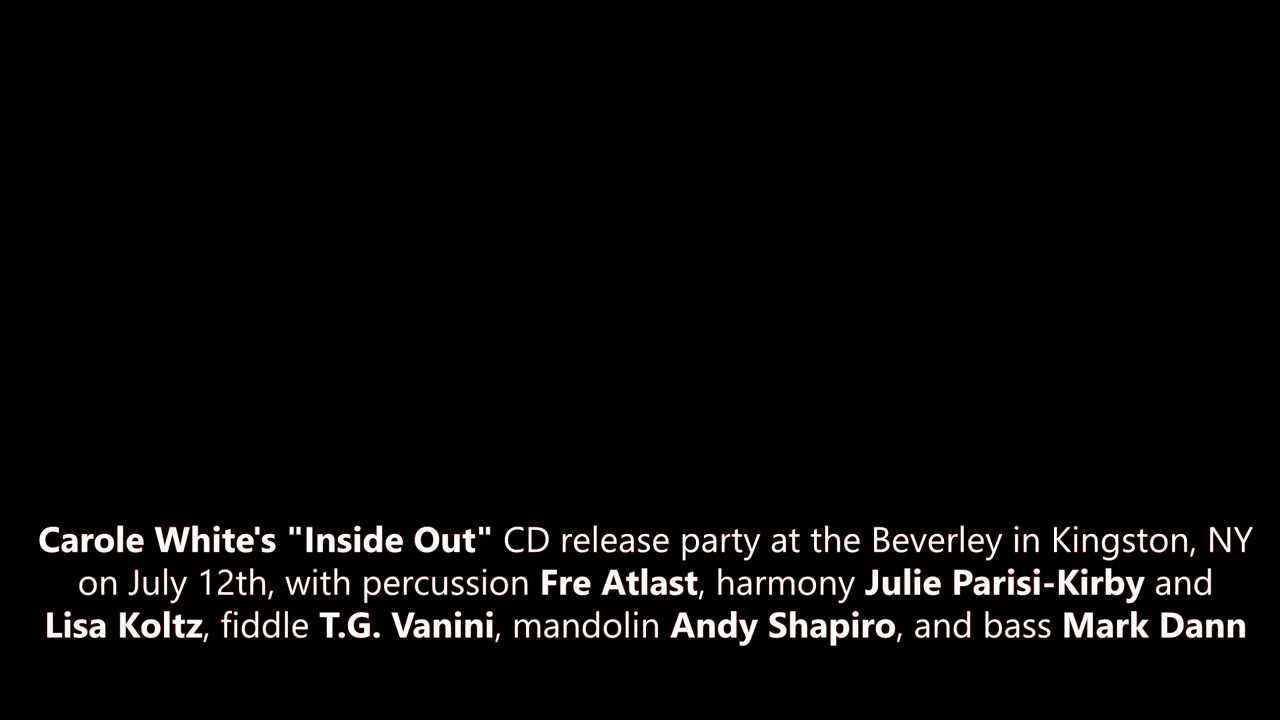 Carole White's "Inside Out" CD release party at the Beverley in Kingston, NY
on July 12th, with percussion Fre Atlast, harmony Julie Parisi-Kirby and
Lisa Koltz, fiddle T.G. Vanini, mandolin Andy Shapiro, and bass Mark Dann